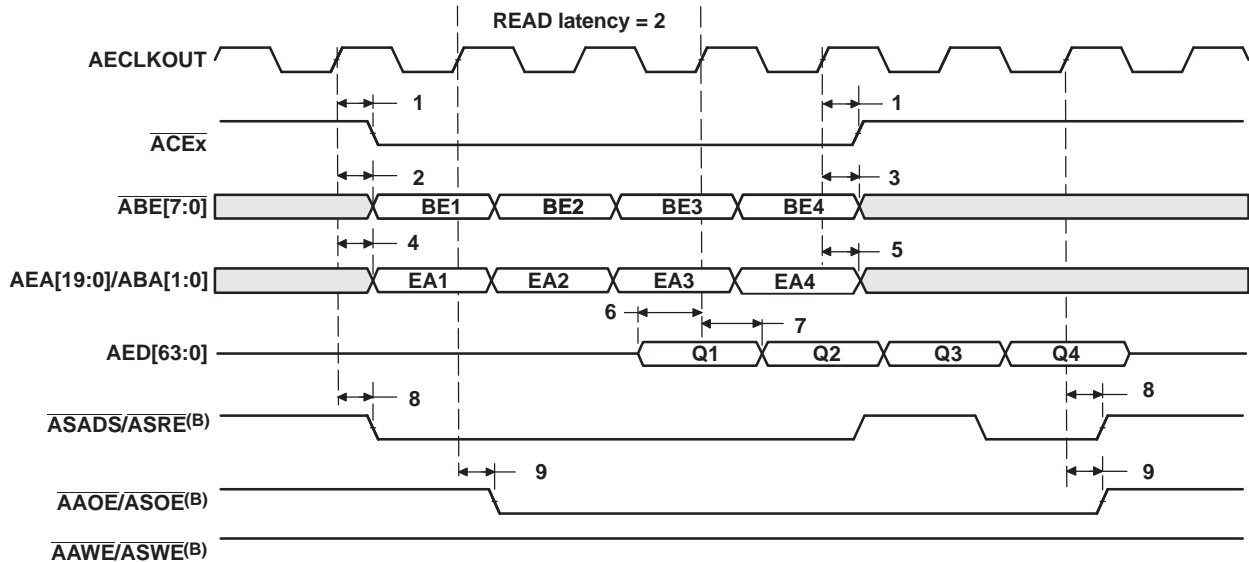 READ latency = 2
AECLKOUT
1 1
ACEx
2 3
ABE[7:0] BE1 BE2 BE3 BE4
4 5
AEA[19:0]/ABA[1:0] EA1 EA2 EA3 EA4
6 7
AED[63:0] Q1 Q2 Q3 Q4
8 8
ASADS/ASRE(B)
9 9
AAOE/ASOE(B)
AAWE/ASWE(B)